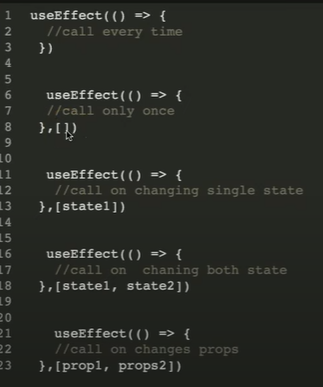 1 useEffect(() => {
2 //call every time
3 })
4
5
6 useEffect(() => {
7 //call only once
8 },[])
9
10
11 useEffect(() => {
12 //call on changing single state
13 },[state1])
14
15
16 useEffect(() => {
17 //call on  chaning both state
18 },[state1, state2])
19
20
21 useEffect(() => {
22 //call on changes props
23 },[prop1, props2])